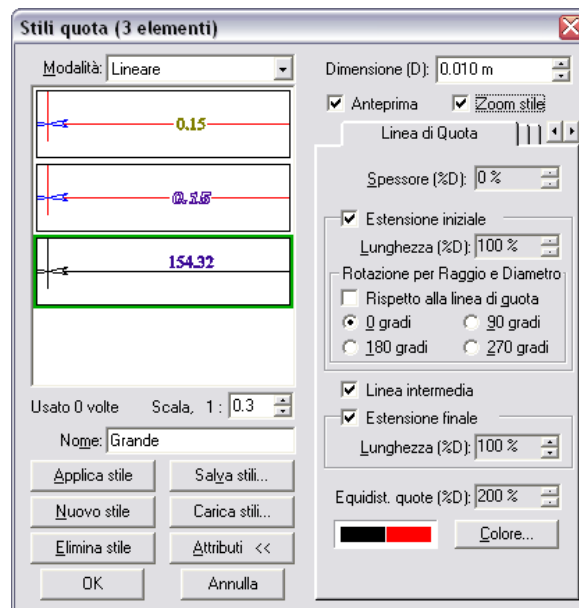 Stili quota (3 elementi)
Modalità: Lineare
0.15
0.15
154.32
Usato 0 volte Scala, 1 : 0.3
Nome: Grande
Applica stile Salva stili...
Nuovo stile Carica stili...
Elimina stile Attributi <<
OK Annulla
Dimensione (D): 0.010 m
Anteprima Zoom stile
Linea di Quota
Spessore (%D): 0 %
Estensione iniziale
Lunghezza (%D): 100 %
Rotazione per Raggio e Diametro
Rispetto alla linea di quota
0 gradi 90 gradi
180 gradi 270 gradi
Linea intermedia
Estensione finale
Lunghezza (%D): 100 %
Equidist. quote (%D): 200 %
Colore...